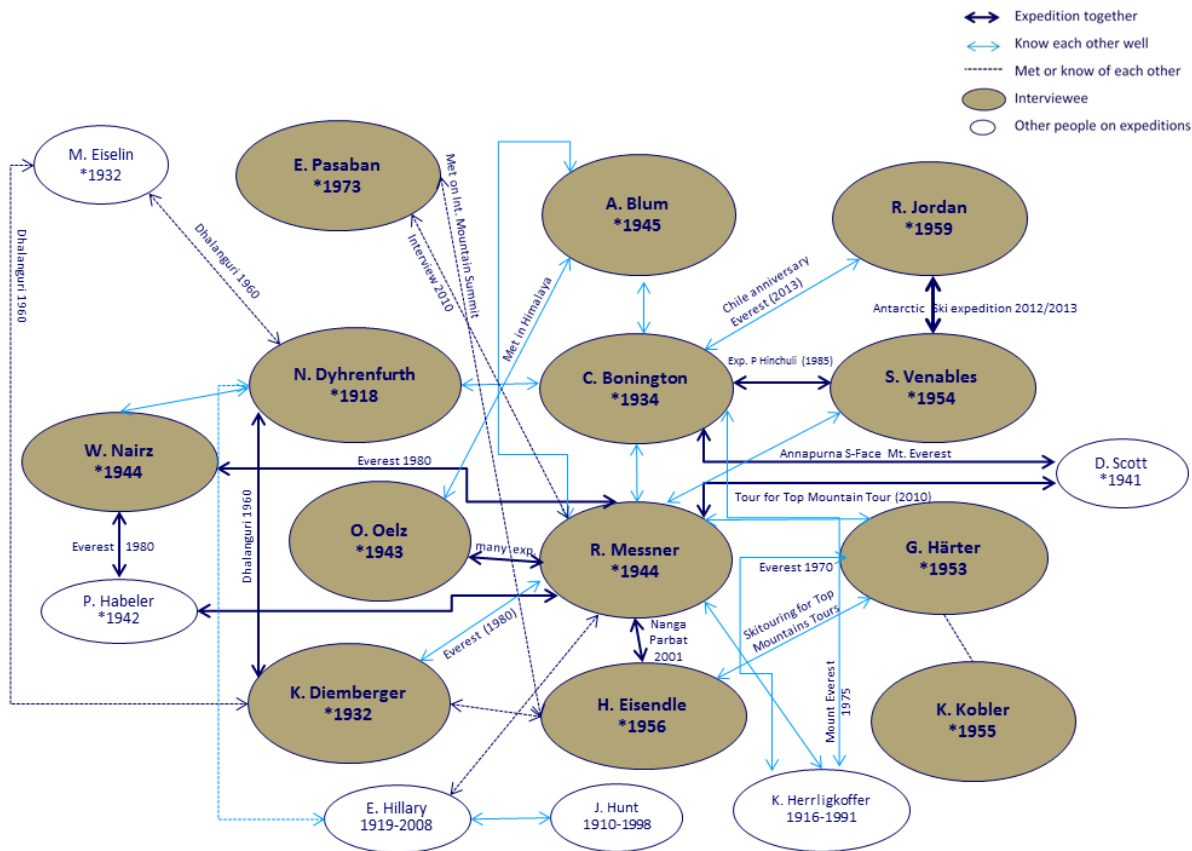 Expedition together
Know each other well
Met or know of each other
Interviewee
Other people on expeditions
M. Eiselin
*1932
E. Pasaban
*1973
A. Blum
*1945
R. Jordan
*1959
Dhalanguri 1960
Dhalanguri 1960
Met on Int. Mountain Summit
Interview 2010
Met in Himalaya
Chile anniversary
Everest (2013)
Antarctic Ski expedition 2012/2013
N. Dyhrenfurth
*1918
C. Bonington
*1934
Exp. P Hinchuli (1985)
S. Venables
*1954
W. Nairz
*1944
Everest 1980
Annapurna S-Face Mt. Everest
D. Scott
*1941
Tour for Top Mountain Tour (2010)
Dhalanguri 1960
Everest 1980
O. Oelz
*1943
many exp.
R. Messner
*1944
Everest 1970
G. Härter
*1953
P. Habeler
*1942
Everest (1980)
Nanga
Parbat
2001
Skitouring for Top
Mountains Tours
Mount Everest
1975
K. Diemberger
*1932
H. Eisendle
*1956
K. Kobler
*1955
E. Hillary
1919-2008
J. Hunt
1910-1998
K. Herrligkoffer
1916-1991